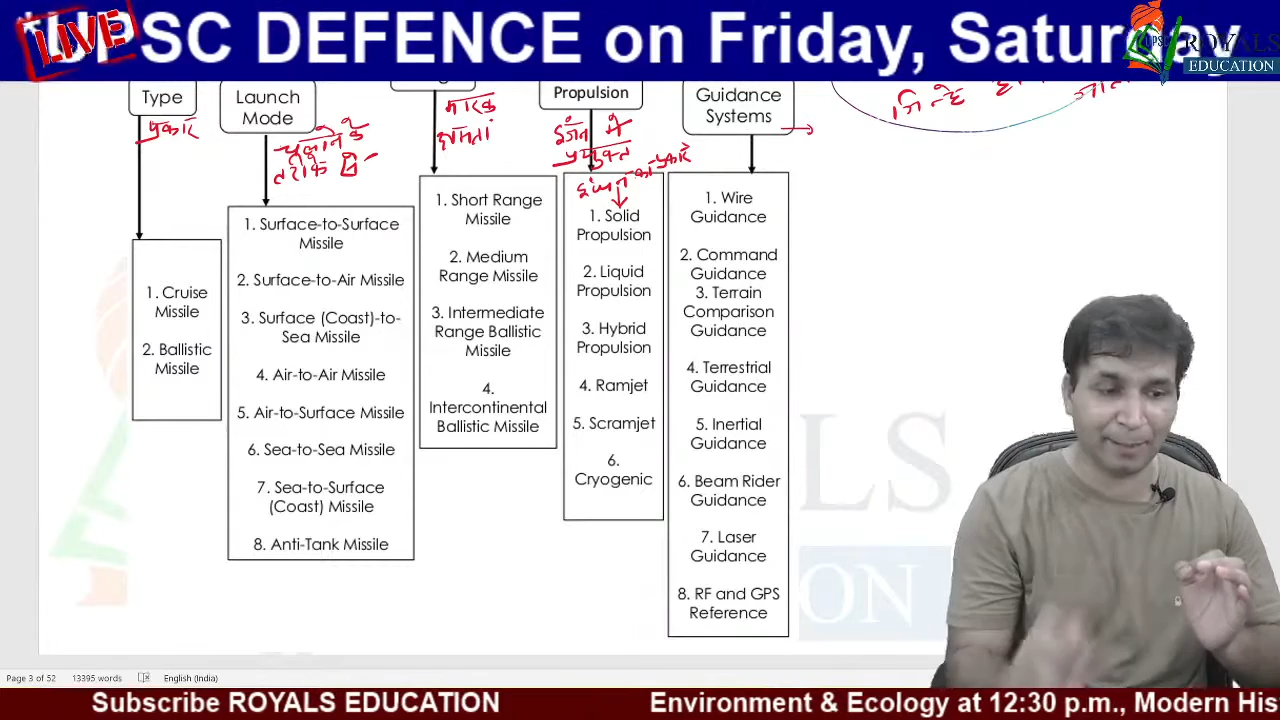 UPSC DEFENCE on Friday, Saturday
LIVE
ROYALS
EDUCATION
Type
प्रकार
Launch
Mode
चलाने के
मारक
क्षमता
Propulsion
इंजन में
प्रयुक्त
इंधन का प्रकार
Guidance
Systems
जिन्हें
1. Cruise
Missile
2. Ballistic
Missile
1. Surface-to-Surface
Missile
2. Surface-to-Air Missile
3. Surface (Coast)-to-
Sea Missile
4. Air-to-Air Missile
5. Air-to-Surface Missile
6. Sea-to-Sea Missile
7. Sea-to-Surface
(Coast) Missile
8. Anti-Tank Missile
1. Short Range
Missile
2. Medium
Range Missile
3. Intermediate
Range Ballistic
Missile
4.
Intercontinental
Ballistic Missile
1. Solid
Propulsion
2. Liquid
Propulsion
3. Hybrid
Propulsion
4. Ramjet
5. Scramjet
6.
Cryogenic
1. Wire
Guidance
2. Command
Guidance
3. Terrain
Comparison
Guidance
4. Terrestrial
Guidance
5. Inertial
Guidance
6. Beam Rider
Guidance
7. Laser
Guidance
8. RF and GPS
Reference
Page 3 of 52 13395 words English (India)
Subscribe ROYALS EDUCATION Environment & Ecology at 12:30 p.m., Modern His